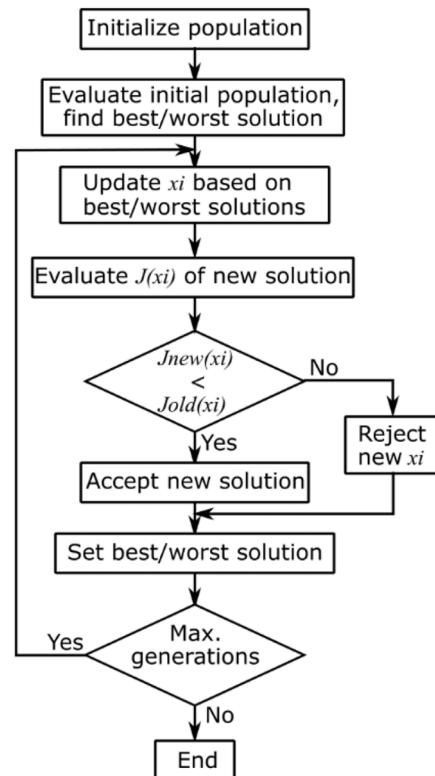 Initialize population
Evaluate initial population,
find best/worst solution
Update xi based on
best/worst solutions
Evaluate J(xi) of new solution
Jnew(xi)
<
Jold(xi)
No
Yes
Reject
new xi
Accept new solution
Set best/worst solution
Max.
generations
Yes
No
End